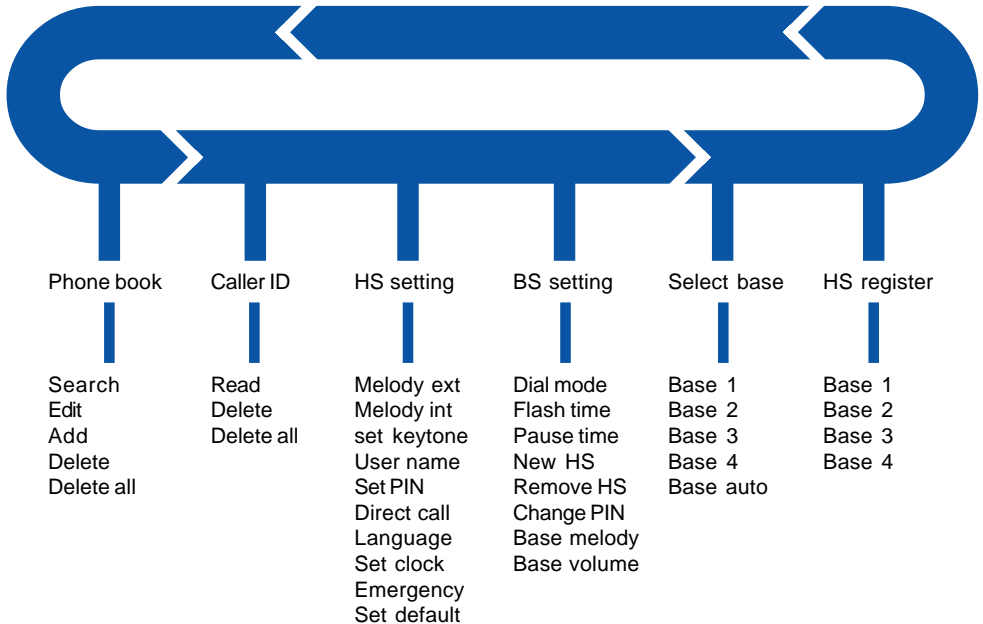 Phone book
Caller ID
HS setting
BS setting
Select base
HS register
Search
Edit
Add
Delete
Delete all
Read
Delete
Delete all
Melody ext
Melody int
set keytone
User name
Set PIN
Direct call
Language
Set clock
Emergency
Set default
Dial mode
Flash time
Pause time
New HS
Remove HS
Change PIN
Base melody
Base volume
Base 1
Base 2
Base 3
Base 4
Base auto
Base 1
Base 2
Base 3
Base 4